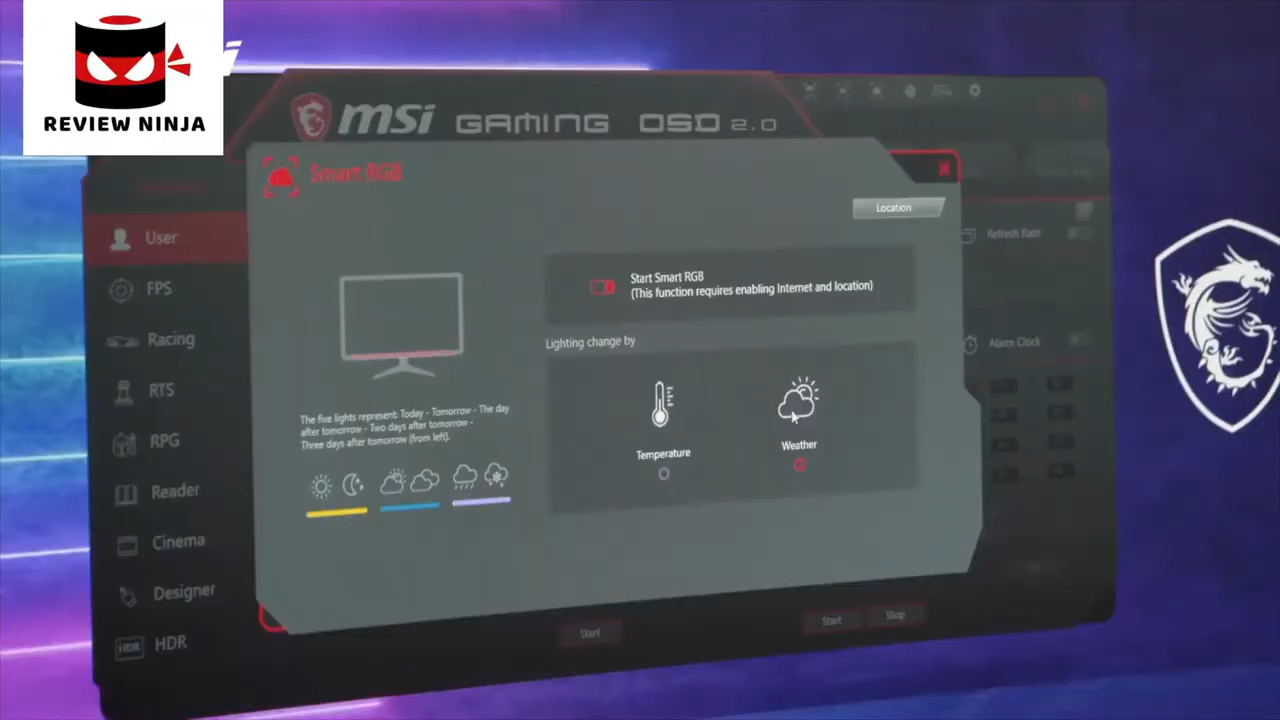 REVIEW NINJA
msi GAMING OSD 2.0
Smart RGB
Location
User
FPS
Racing
RTS
RPG
Reader
Cinema
Designer
HDR
HDR
Start Smart RGB
(This function requires enabling Internet and location)
Lighting change by
Temperature
Weather
The five lights represent: Today - Tomorrow - The day
after tomorrow - Two days after tomorrow -
Three days after tomorrow (from left).
Refresh Rate
Alarm Clock
Start
Start
Stop